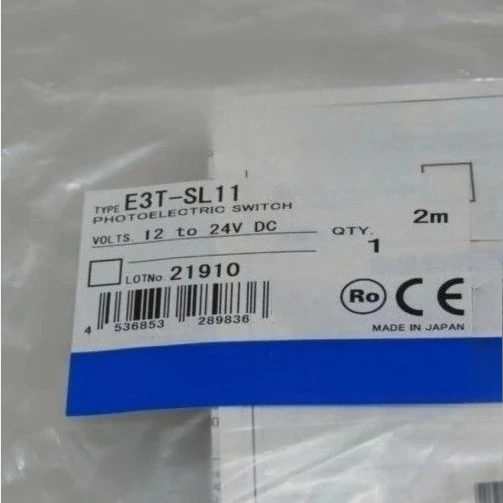 TYPE E3T-SL11
PHOTOELECTRIC SWITCH
2m
VOLTS. 12 to 24V DC
QTY.
1
LOTNo. 21910
4 536853 289836
Ro CE
MADE IN JAPAN